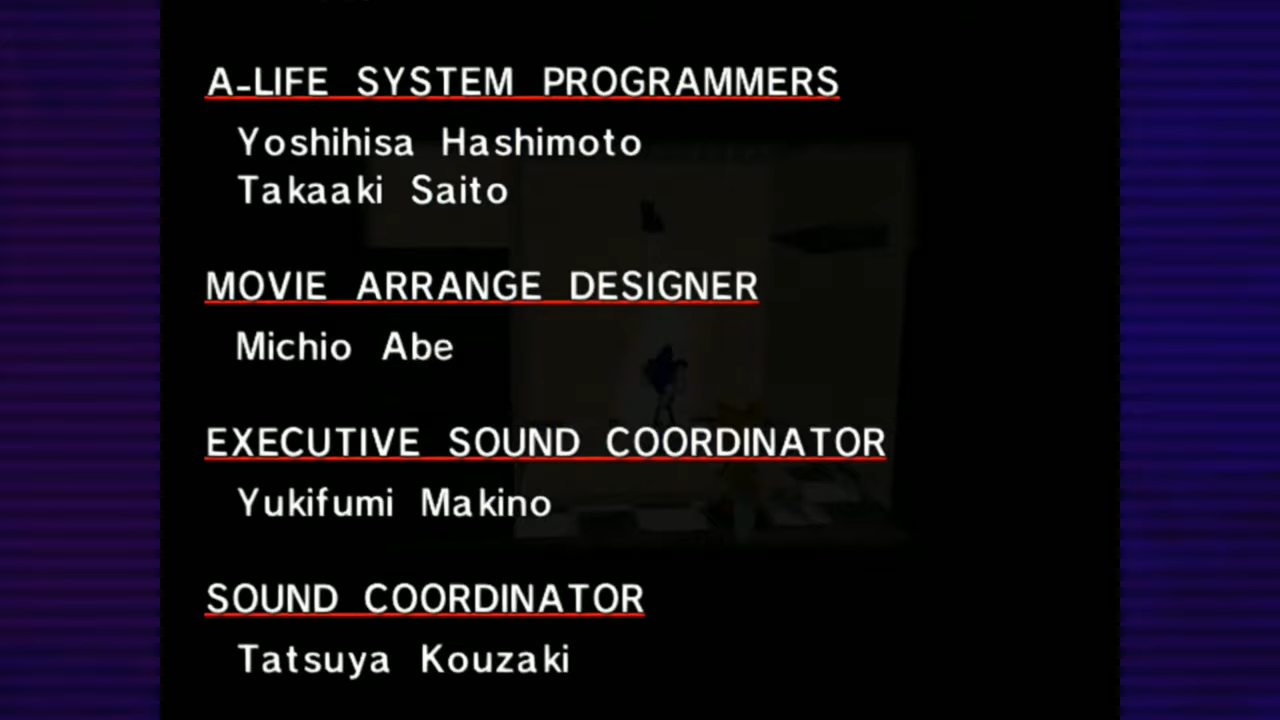 A-LIFE SYSTEM PROGRAMMERS
Yoshihisa Hashimoto
Takaaki Saito
MOVIE ARRANGE DESIGNER
Michio Abe
EXECUTIVE SOUND COORDINATOR
Yukifumi Makino
SOUND COORDINATOR
Tatsuya Kouzaki